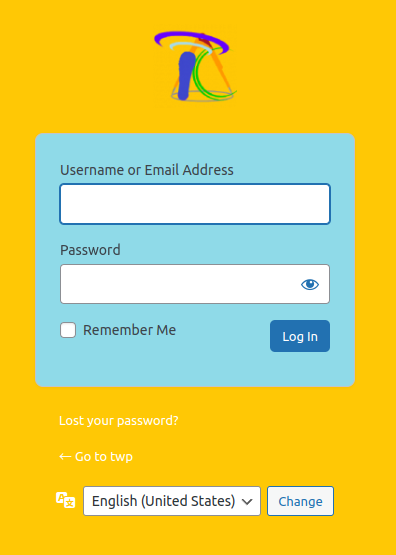 Username or Email Address
Password
Remember Me
Log In
Lost your password?
← Go to twp
English (United States)
Change